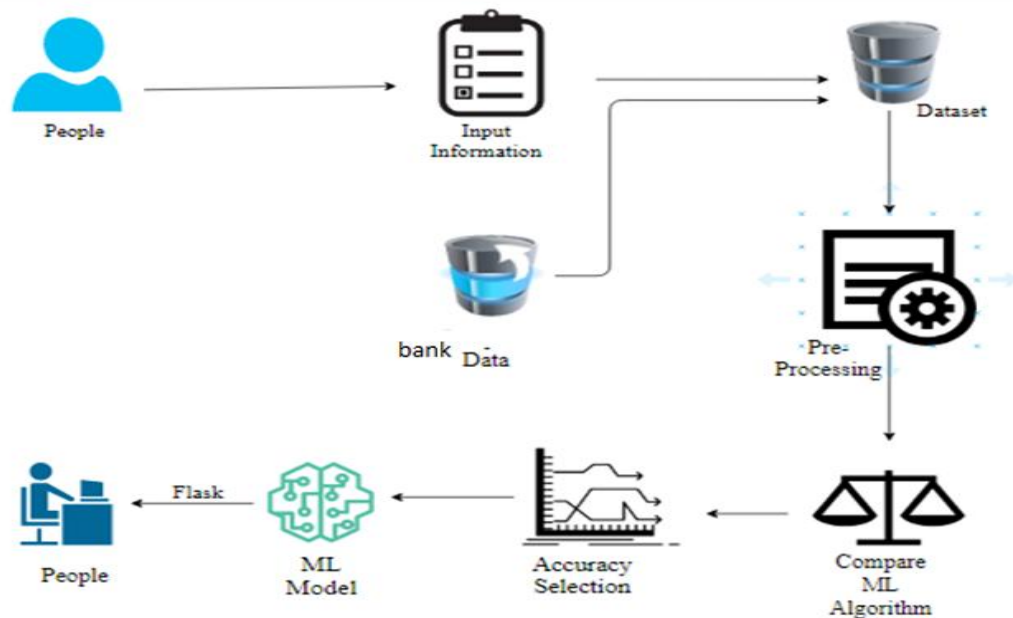 People
Input
Information
Dataset
bank - Data
Pre-
Processing
Compare
ML
Algorithm
Accuracy
Selection
ML
Model
Flask
People